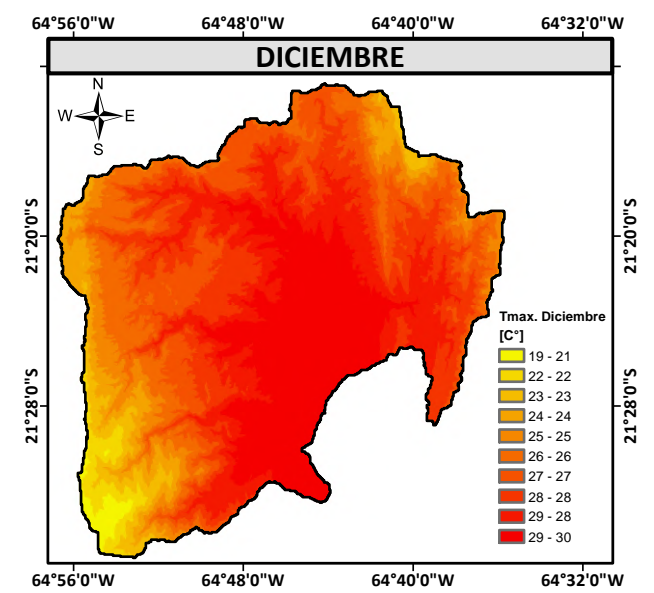 64°56'0"W 64°48'0"W 64°40'0"W 64°32'0"W
DICIEMBRE
N
W E
S
21°20'0"S 21°20'0"S
Tmax. Diciembre
[C°]
19 - 21
22 - 22
23 - 23
24 - 24
25 - 25
26 - 26
27 - 27
28 - 28
29 - 28
29 - 30
21°28'0"S 21°28'0"S
64°56'0"W 64°48'0"W 64°40'0"W 64°32'0"W